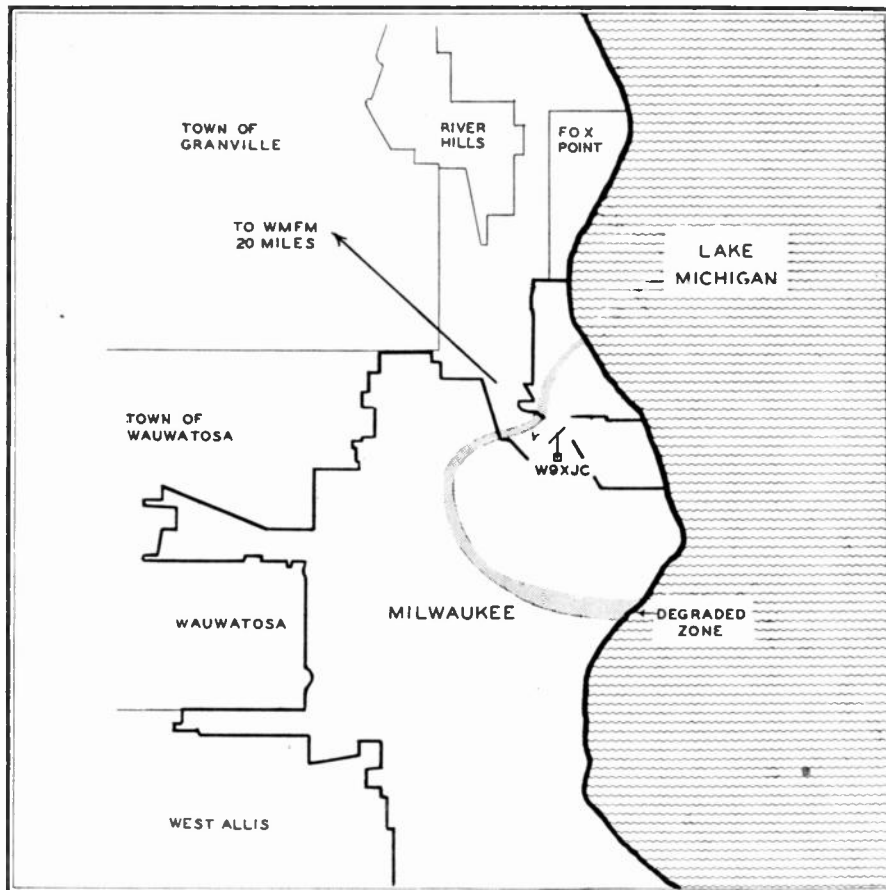 TOWN OF
GRANVILLE
RIVER
HILLS
FOX
POINT
TO WMFM
20 MILES
LAKE
MICHIGAN
TOWN OF
WAUWATOSA
W9XJC
WAUWATOSA
MILWAUKEE
DEGRADED
ZONE
WEST ALLIS